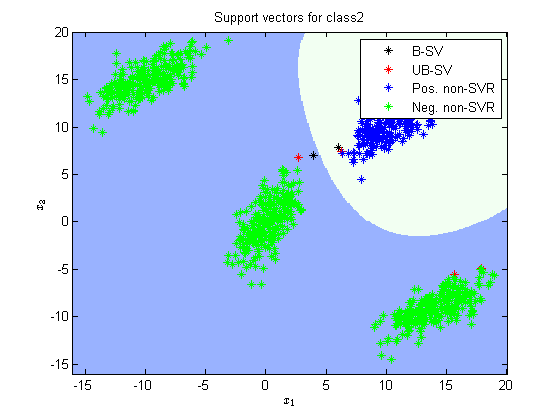 Support vectors for class2
B-SV
UB-SV
Pos. non-SVR
Neg. non-SVR
20
15
10
5
0
-5
-10
-15
x₂
-15
-10
-5
0
5
10
15
20
x₁